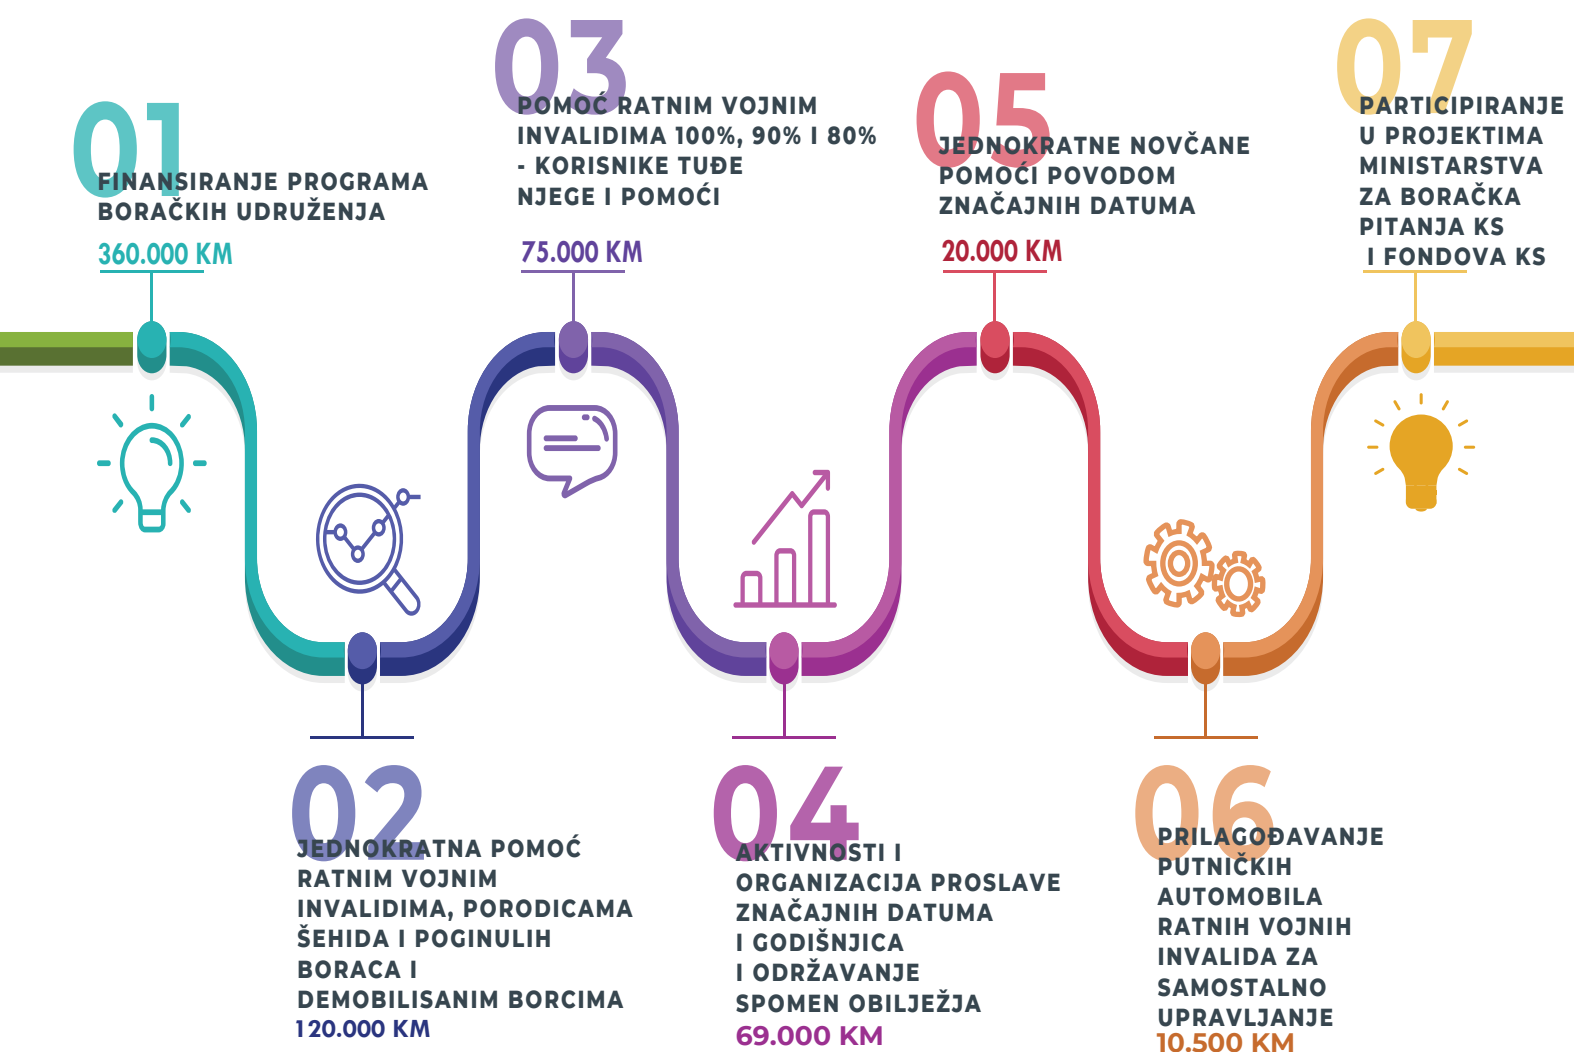 01
FINANSIRANJE PROGRAMA
BORAČKIH UDRUŽENJA
360.000 KM
02
JEDNOKRATNA POMOĆ
RATNIM VOJNIM
INVALIDIMA, PORODICAMA
ŠEHIDA I POGINULIH
BORACA I
DEMOBILISANIM BORCIMA
120.000 KM
03
POMOĆ RATNIM VOJNIM
INVALIDIMA 100%, 90% I 80%
- KORISNIKE TUĐE
NJEGE I POMOĆI
75.000 KM
04
AKTIVNOSTI I
ORGANIZACIJA PROSLAVE
ZNAČAJNIH DATUMA
I GODIŠNJICA
I ODRŽAVANJE
SPOMEN OBILJEŽJA
69.000 KM
05
JEDNOKRATNE NOVČANE
POMOĆI POVODOM
ZNAČAJNIH DATUMA
20.000 KM
06
PRILAGOĐAVANJE
PUTNIČKIH
AUTOMOBILA
RATNIH VOJNIH
INVALIDA ZA
SAMOSTALNO
UPRAVLJANJE
10.500 KM
07
PARTICIPIRANJE
U PROJEKTIMA
MINISTARSTVA
ZA BORAČKA
PITANJA KS
I FONDOVA KS